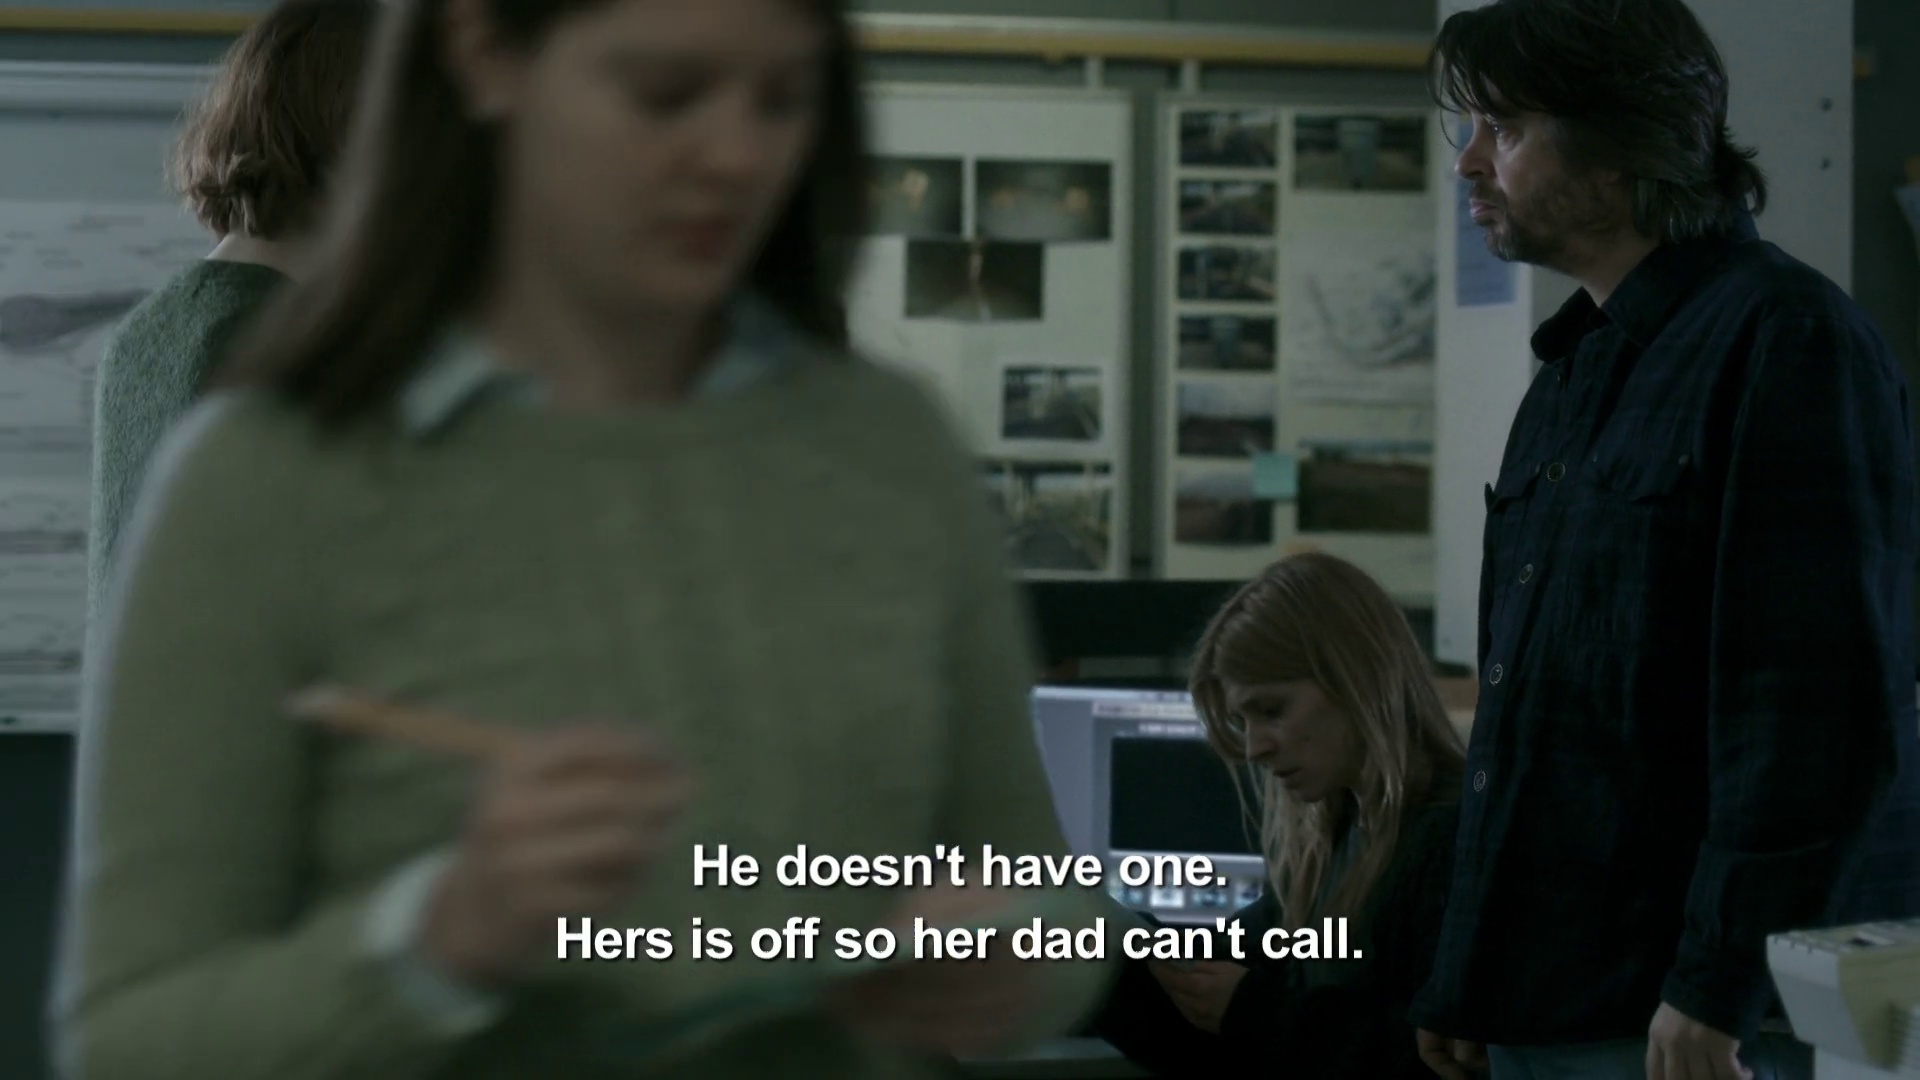 He doesn't have one.
Hers is off so her dad can't call.